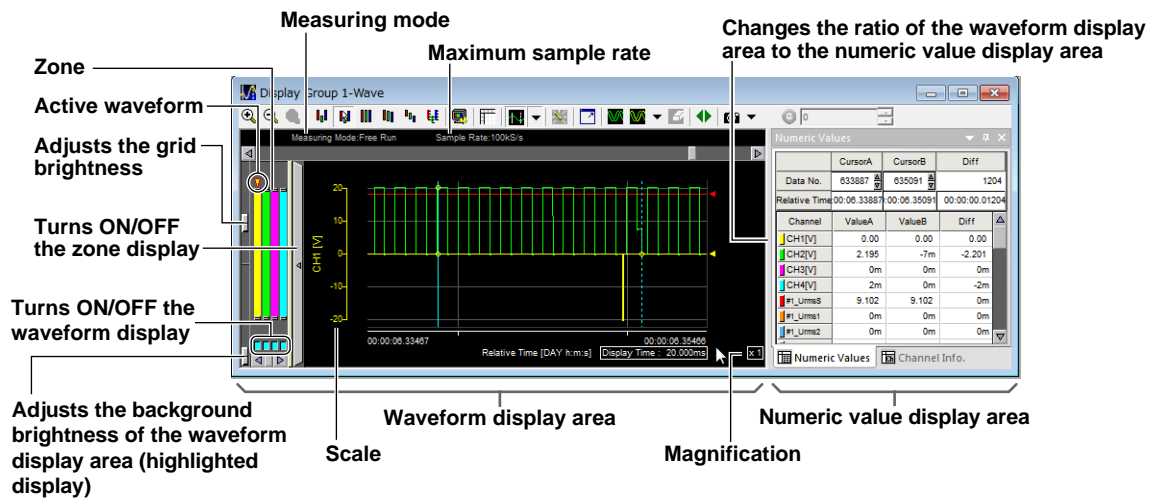 Measuring mode
Maximum sample rate
Changes the ratio of the waveform display
area to the numeric value display area
Zone
Active waveform
Adjusts the grid
brightness
Turns ON/OFF
the zone display
Turns ON/OFF the
waveform display
Adjusts the background
brightness of the waveform
display area (highlighted
display)
Display Group 1-Wave
0
Measuring Mode:Free Run
Sample Rate:100kS/s
20
10
0
-10
-20
CH1 [V]
00:00:06.33467
00:00:06.35466
Relative Time [DAY h:m:s]
Display Time : 20.000ms
x 1
Numeric Values
CursorA CursorB Diff
Data No. 633887 635091 1204
Relative Time 00:06.33887 00:06.35091 00:00:00.01204
Channel ValueA ValueB Diff
CH1[V] 0.00 0.00 0.00
CH2[V] 2.195 -7m -2.201
CH3[V] 0m 0m 0m
CH4[V] 2m 0m -2m
#1_UrmsS 9.102 9.102 0m
#1_Urms1 0m 0m 0m
#1_Urms2 0m 0m 0m
Numeric Values
Channel Info.
Waveform display area
Numeric value display area
Scale
Magnification